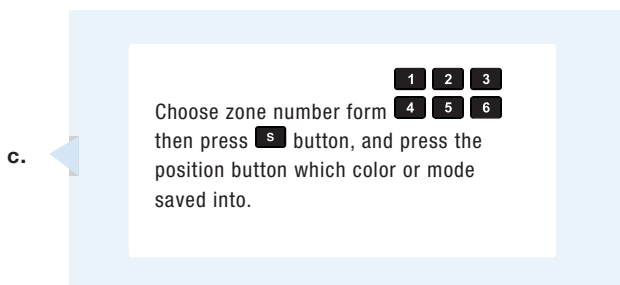 1 2 3
Choose zone number form 4 5 6
then press S button, and press the
c.
position button which color or mode
saved into.